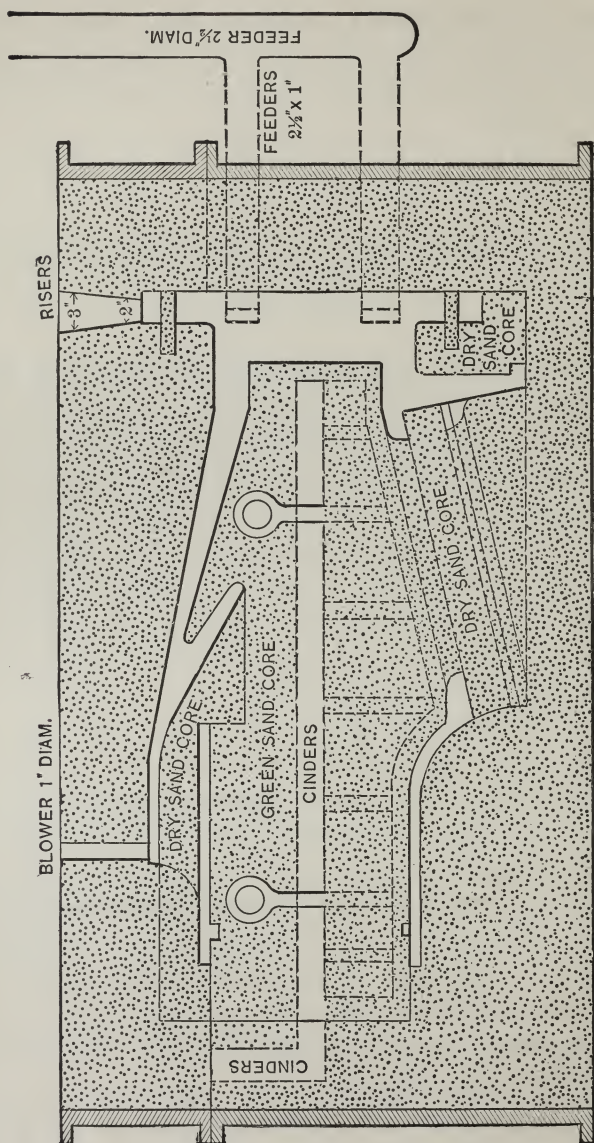 FEEDER 2½" DIAM.
FEEDERS
2½" X 1"
RISERS
3"
2"
DRY
SAND CORE
BLOWER 1" DIAM.
DRY SAND CORE
GREEN SAND CORE
CINDERS
DRY SAND CORE
CINDERS